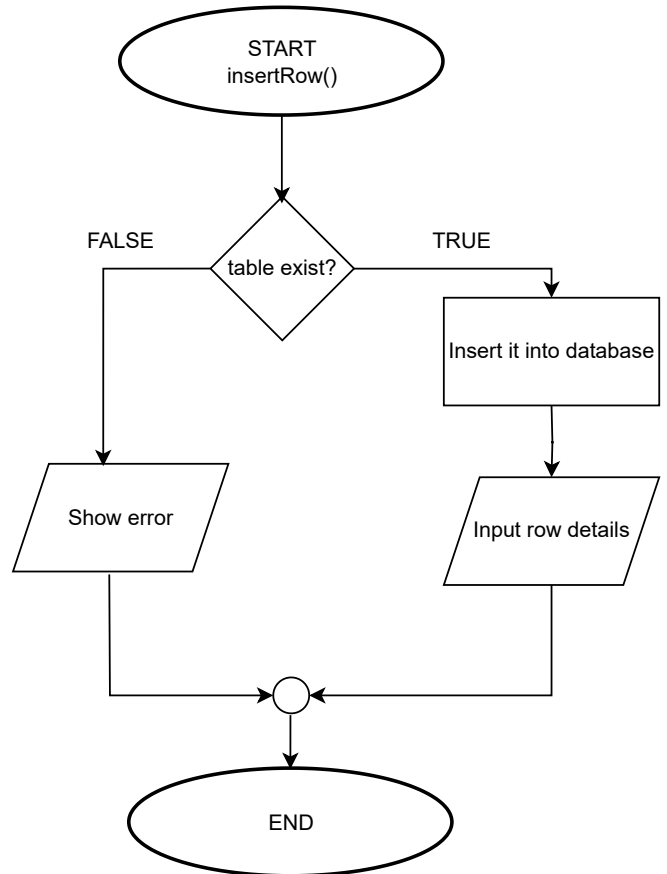 START
insertRow()
FALSE
TRUE
table exist?
Insert it into database
Show error
Input row details
END